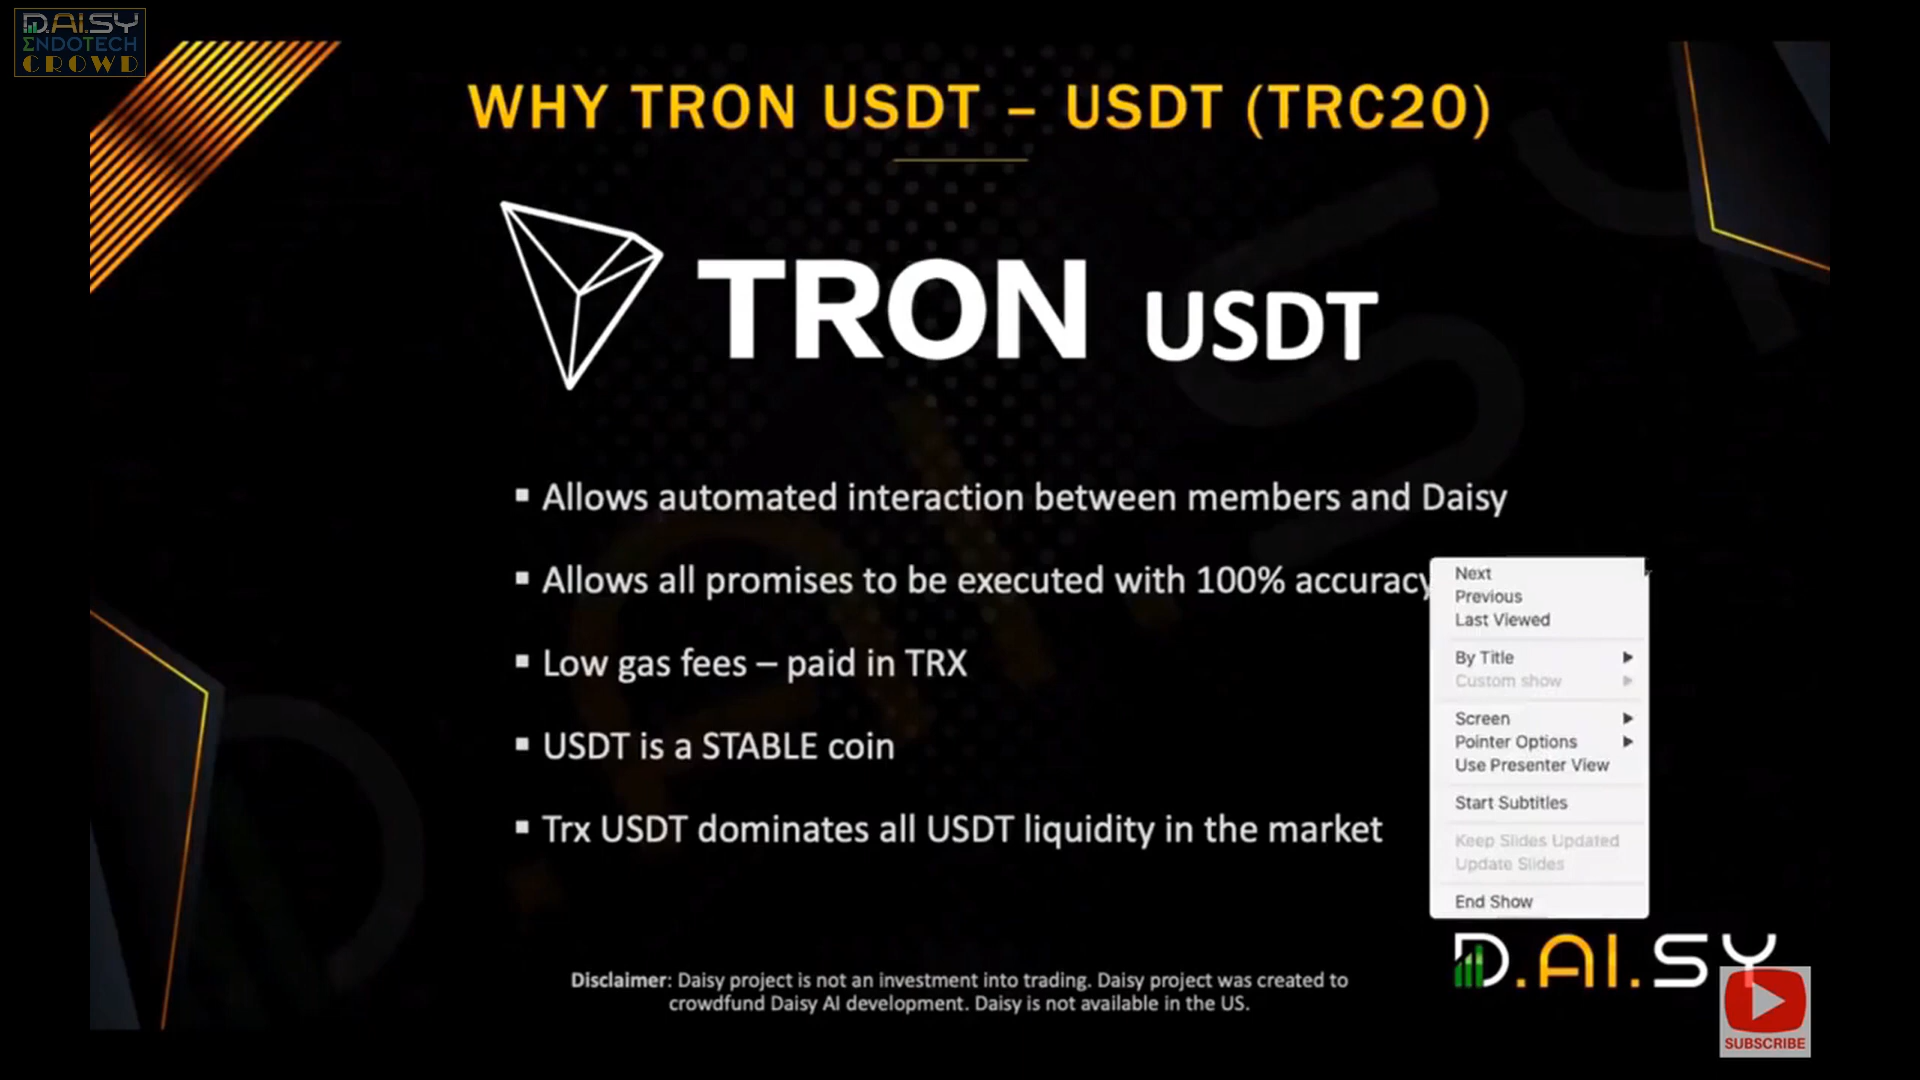 D.AI.SY
ENDOTECH
CROWD
WHY TRON USDT – USDT (TRC20)
TRON USDT
▪ Allows automated interaction between members and Daisy
▪ Allows all promises to be executed with 100% accuracy
▪ Low gas fees – paid in TRX
▪ USDT is a STABLE coin
▪ Trx USDT dominates all USDT liquidity in the market
Next
Previous
Last Viewed
By Title
Custom show
Screen
Pointer Options
Use Presenter View
Start Subtitles
Keep Slides Updated
Update Slides
End Show
D.AI.SY
Disclaimer: Daisy project is not an investment into trading. Daisy project was created to
crowdfund Daisy AI development. Daisy is not available in the US.
SUBSCRIBE